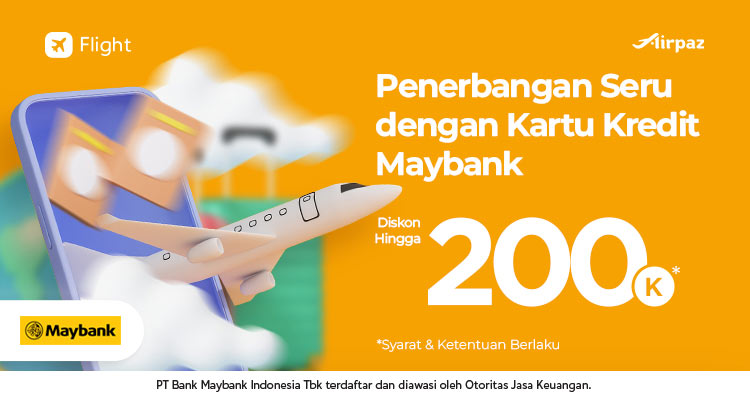 Flight
Airpaz
Penerbangan Seru
dengan Kartu Kredit
Maybank
Diskon
Hingga
200K*
Maybank
*Syarat & Ketentuan Berlaku
PT Bank Maybank Indonesia Tbk terdaftar dan diawasi oleh Otoritas Jasa Keuangan.